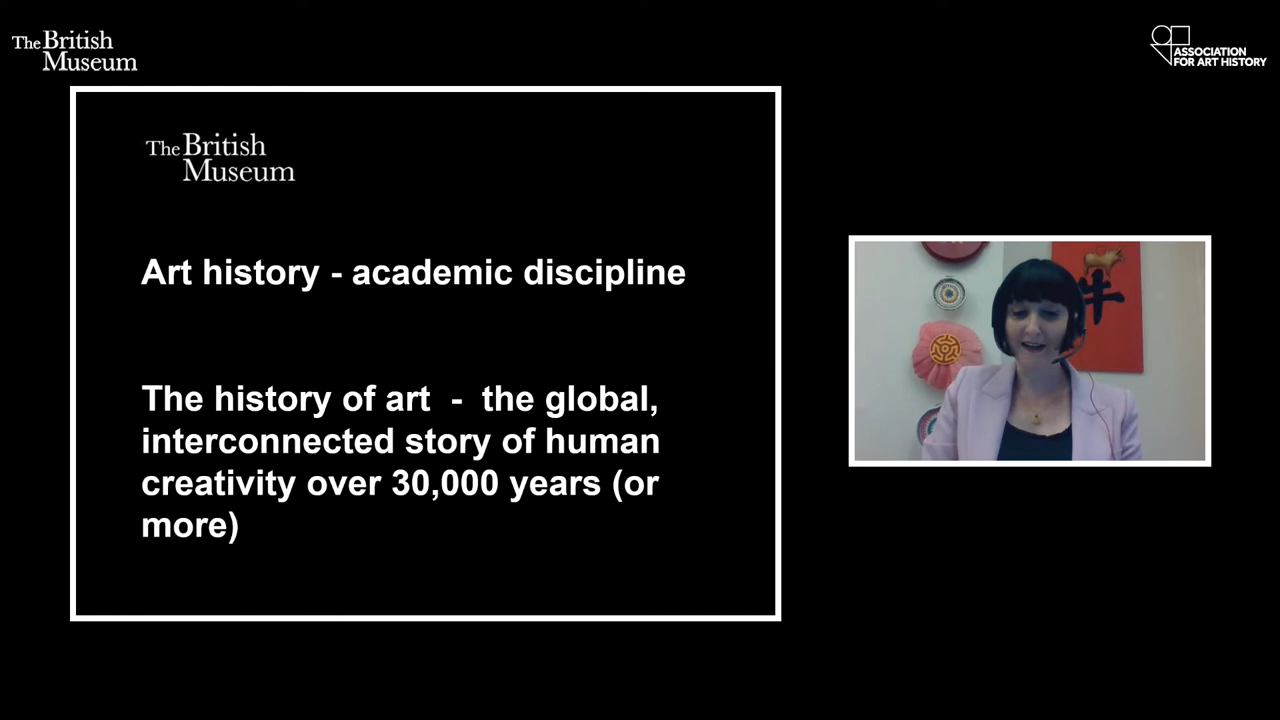 The British
Museum
ASSOCIATION
FOR ART HISTORY
The British
Museum
Art history - academic discipline
The history of art - the global,
interconnected story of human
creativity over 30,000 years (or
more)
牛